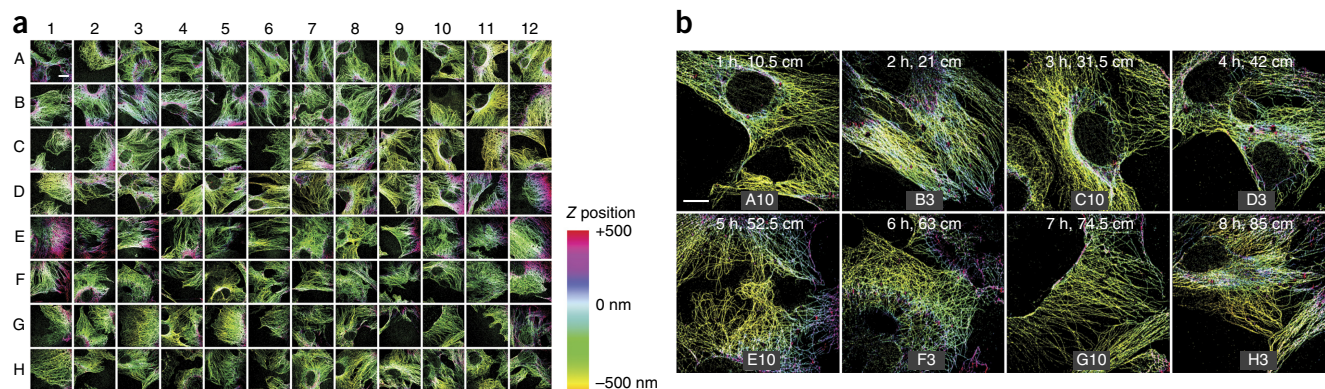 a
1 2 3 4 5 6 7 8 9 10 11 12
A
B
C
D
E
F
G
H
Z position
+500
0 nm
–500 nm
b
1 h, 10.5 cm
A10
2 h, 21 cm
B3
3 h, 31.5 cm
C10
4 h, 42 cm
D3
5 h, 52.5 cm
E10
6 h, 63 cm
F3
7 h, 74.5 cm
G10
8 h, 85 cm
H3